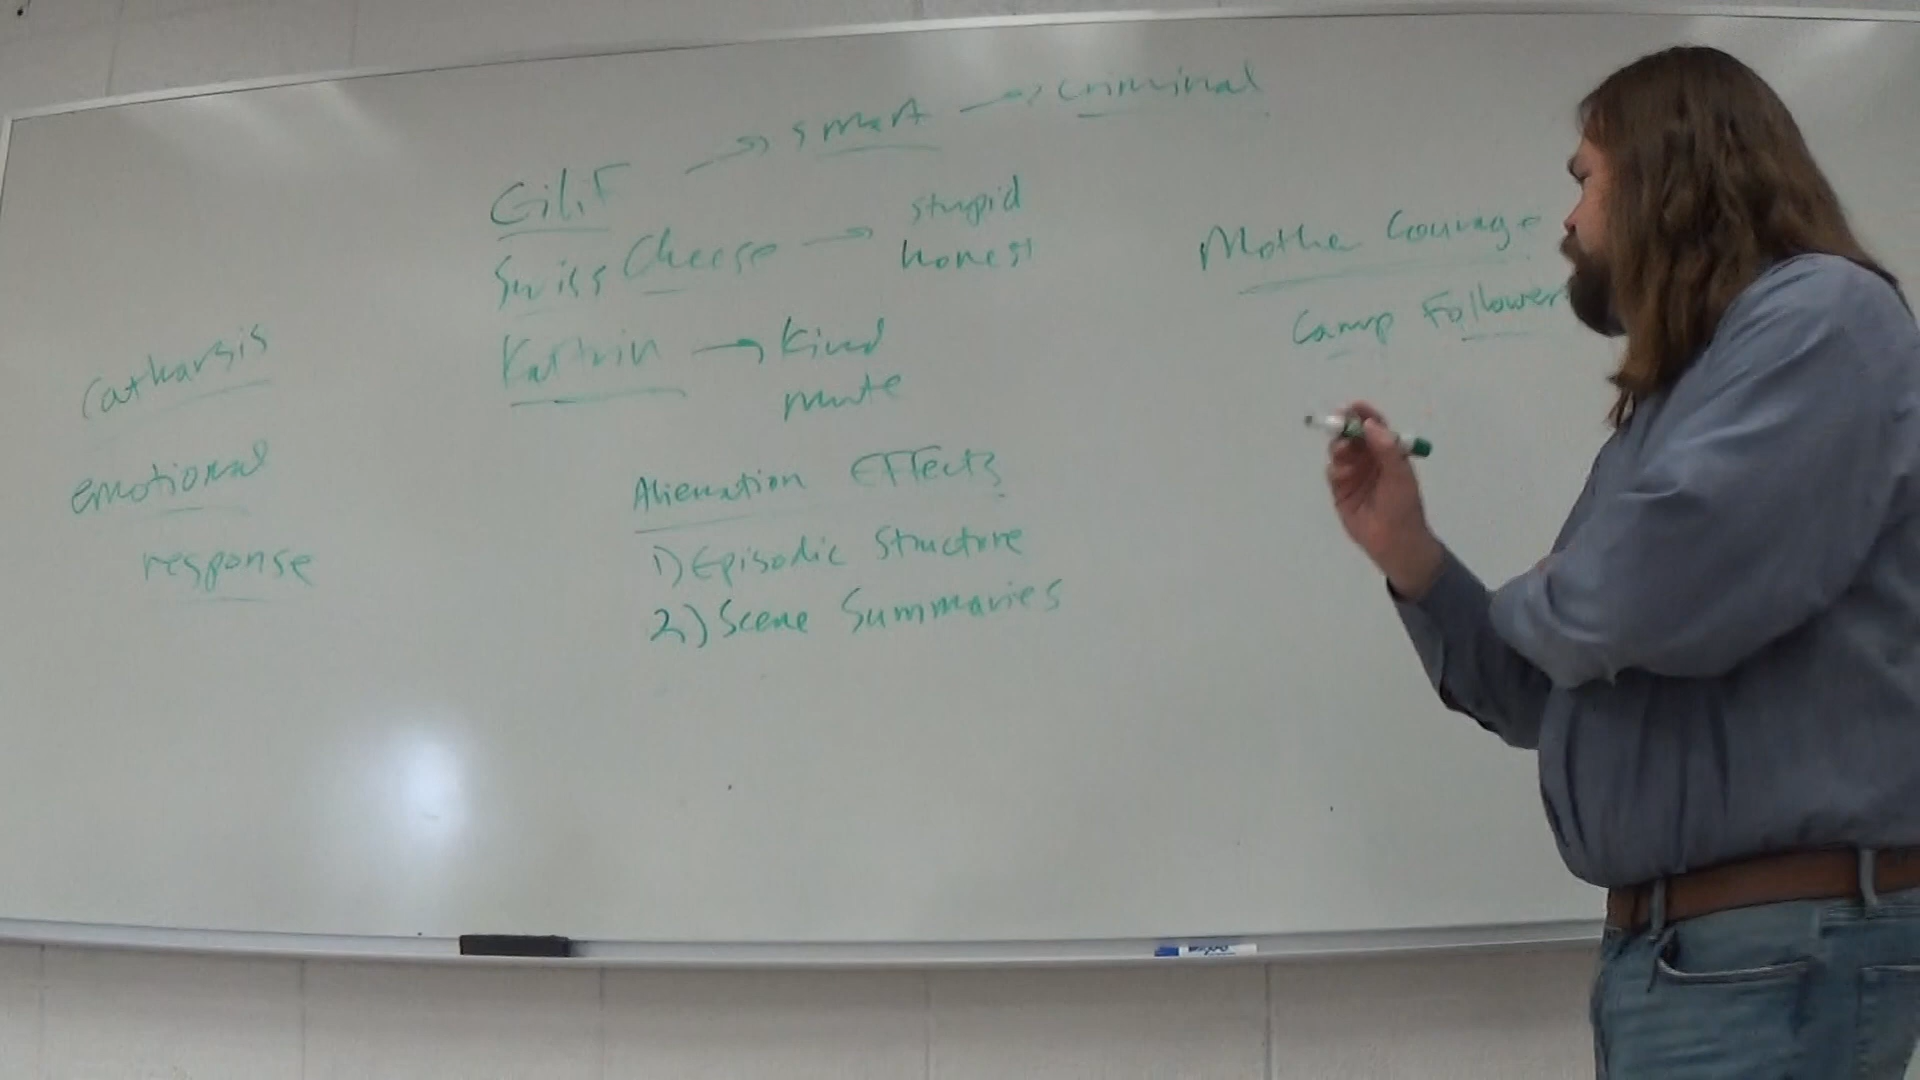 Catharsis
emotional
response
Gilif → smart → criminal
Swiss Cheese → stupid
honest
Kattrin → kind
mute
Alienation Effects
1) Episodic Structure
2) Scene Summaries
Mother Courage
Camp Follower